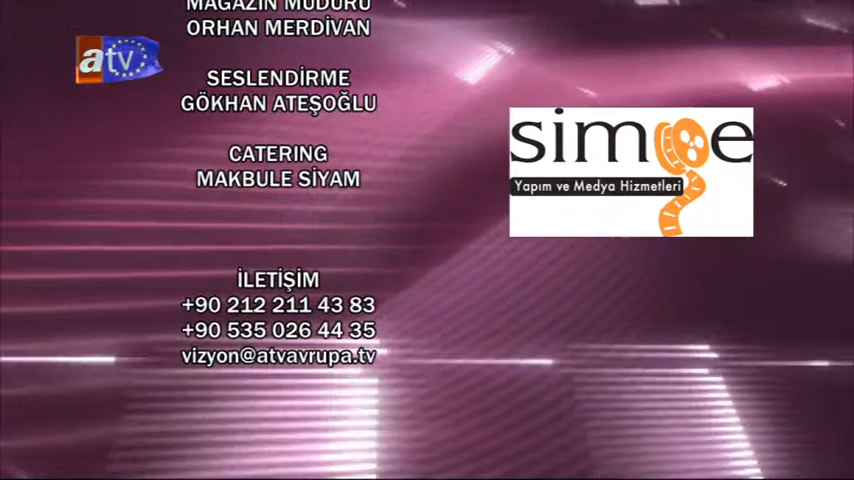 MAGAZİN MÜDÜRÜ
ORHAN MERDİVAN
atv
SESLENDİRME
GÖKHAN ATEŞOĞLU
CATERING
MAKBULE SİYAM
simge
Yapım ve Medya Hizmetleri
İLETİŞİM
+90 212 211 43 83
+90 535 026 44 35
vizyon@atvavrupa.tv